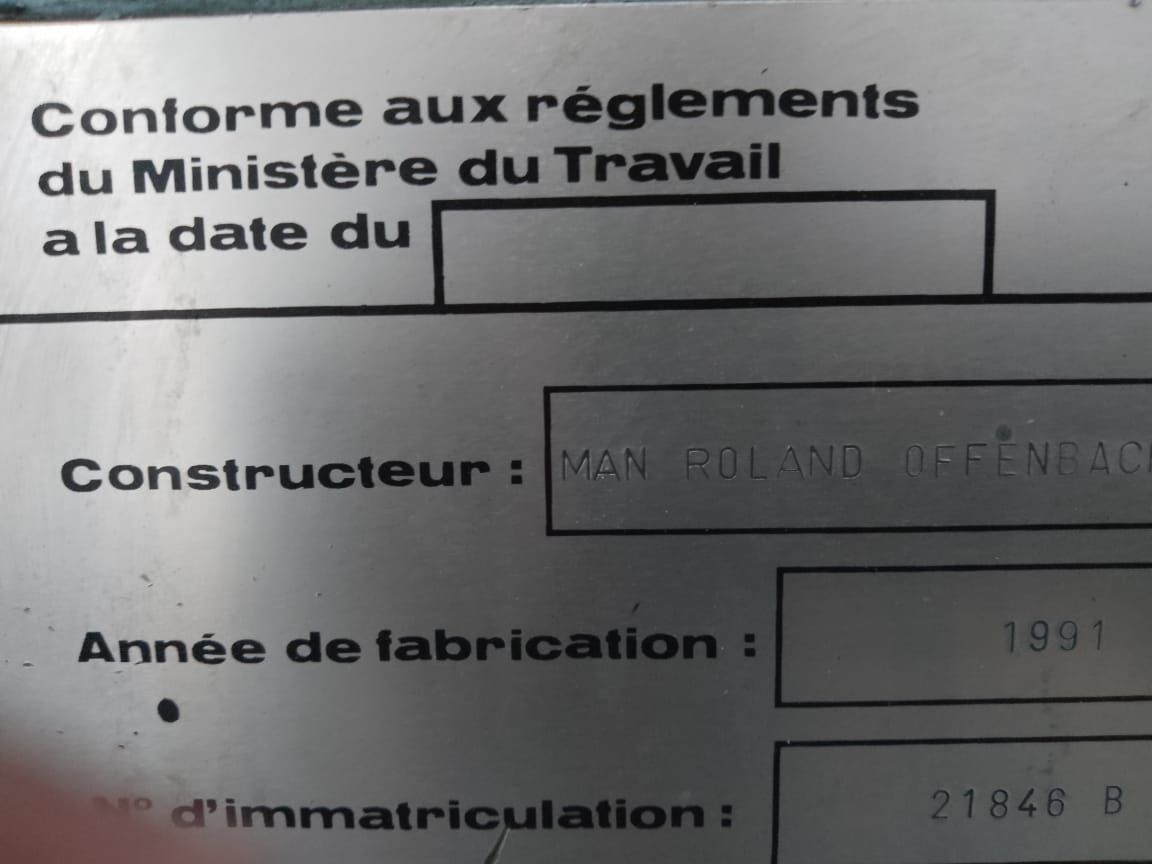 Conforme aux réglements
du Ministère du Travail
a la date du
Constructeur : MAN ROLAND OFFENBACH
Année de fabrication : 1991
N° d'immatriculation : 21846 B